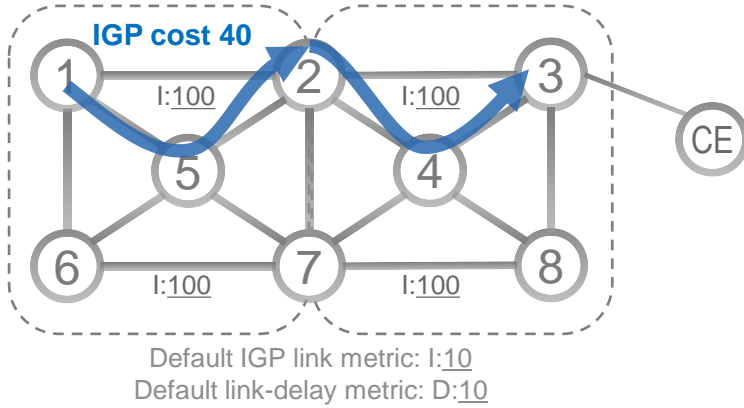 IGP cost 40
1
2
3
I:100
I:100
CE
5
4
6
7
8
I:100
I:100
Default IGP link metric: I:10
Default link-delay metric: D:10